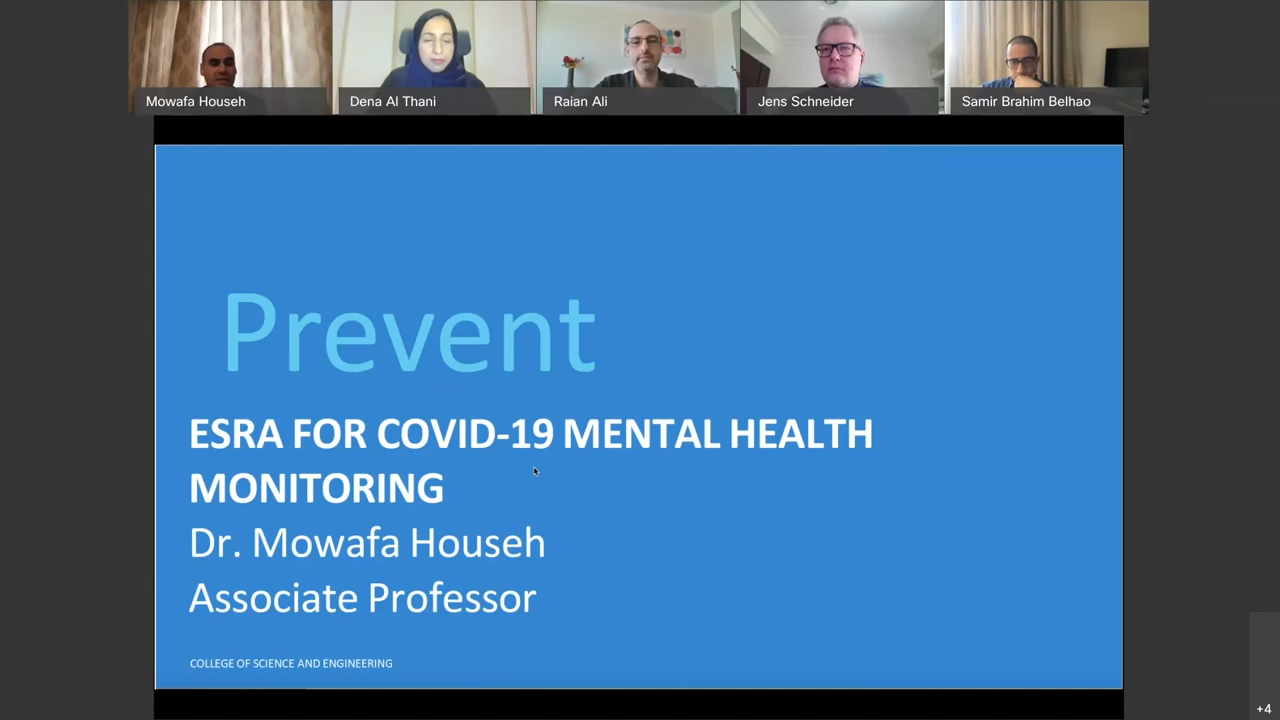 Mowafa Househ
Dena Al Thani
Raian Ali
Jens Schneider
Samir Brahim Belhao
Prevent
ESRA FOR COVID-19 MENTAL HEALTH
MONITORING
Dr. Mowafa Househ
Associate Professor
COLLEGE OF SCIENCE AND ENGINEERING
+4